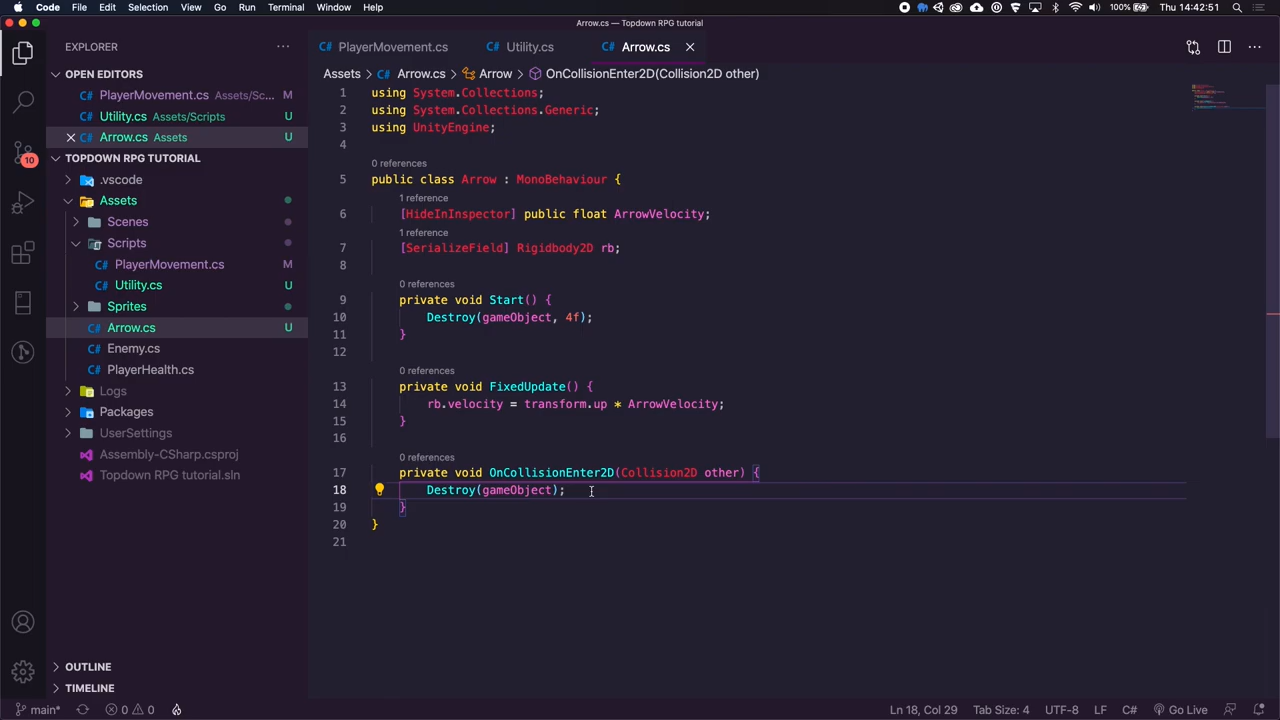 Code File Edit Selection View Go Run Terminal Window Help 100% Thu 14:42:51
Arrow.cs — Topdown RPG tutorial
EXPLORER
OPEN EDITORS
PlayerMovement.cs Assets/Sc... M
Utility.cs Assets/Scripts U
Arrow.cs Assets U
TOPDOWN RPG TUTORIAL
.vscode
Assets
Scenes
Scripts
PlayerMovement.cs M
Utility.cs U
Sprites
Arrow.cs U
Enemy.cs
PlayerHealth.cs
Logs
Packages
UserSettings
Assembly-CSharp.csproj
Topdown RPG tutorial.sln
OUTLINE
TIMELINE
10
C# PlayerMovement.cs C# Utility.cs C# Arrow.cs
Assets > C# Arrow.cs > Arrow > OnCollisionEnter2D(Collision2D other)
1 using System.Collections;
2 using System.Collections.Generic;
3 using UnityEngine;
4
0 references
5 public class Arrow : MonoBehaviour {
1 reference
6 [HideInInspector] public float ArrowVelocity;
1 reference
7 [SerializeField] Rigidbody2D rb;
8
0 references
9 private void Start() {
10 Destroy(gameObject, 4f);
11 }
12
0 references
13 private void FixedUpdate() {
14 rb.velocity = transform.up * ArrowVelocity;
15 }
16
0 references
17 private void OnCollisionEnter2D(Collision2D other) {
18 Destroy(gameObject);
19 }
20 }
21
main* 0 0 Ln 18, Col 29 Tab Size: 4 UTF-8 LF C# Go Live